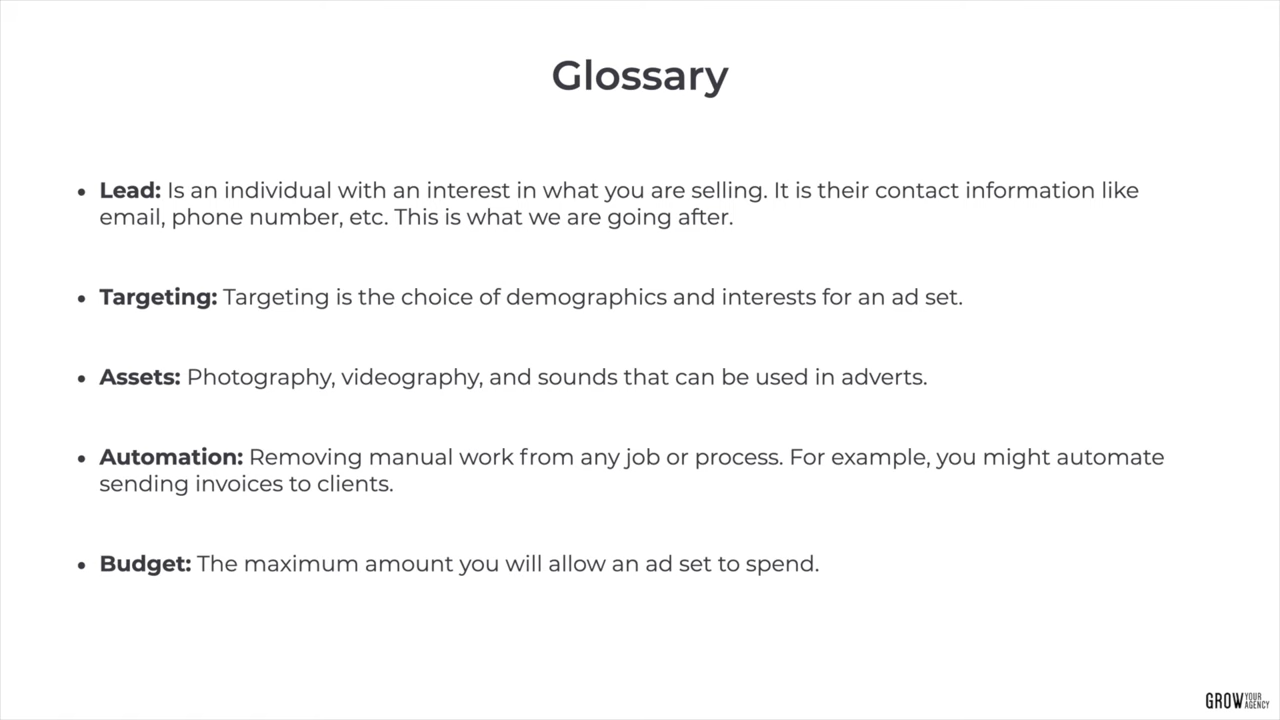 Glossary
• Lead: Is an individual with an interest in what you are selling. It is their contact information like
email, phone number, etc. This is what we are going after.
• Targeting: Targeting is the choice of demographics and interests for an ad set.
• Assets: Photography, videography, and sounds that can be used in adverts.
• Automation: Removing manual work from any job or process. For example, you might automate
sending invoices to clients.
• Budget: The maximum amount you will allow an ad set to spend.
GROW YOUR AGENCY